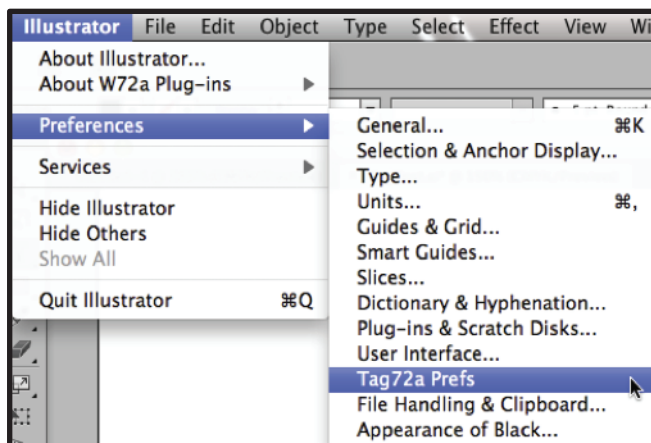 Illustrator File Edit Object Type Select Effect View Wi
About Illustrator...
About W72a Plug-ins
Preferences
Services
Hide Illustrator
Hide Others
Show All
Quit Illustrator ⌘Q
General... ⌘K
Selection & Anchor Display...
Type...
Units... ⌘,
Guides & Grid...
Smart Guides...
Slices...
Dictionary & Hyphenation...
Plug-ins & Scratch Disks...
User Interface...
Tag72a Prefs
File Handling & Clipboard...
Appearance of Black...